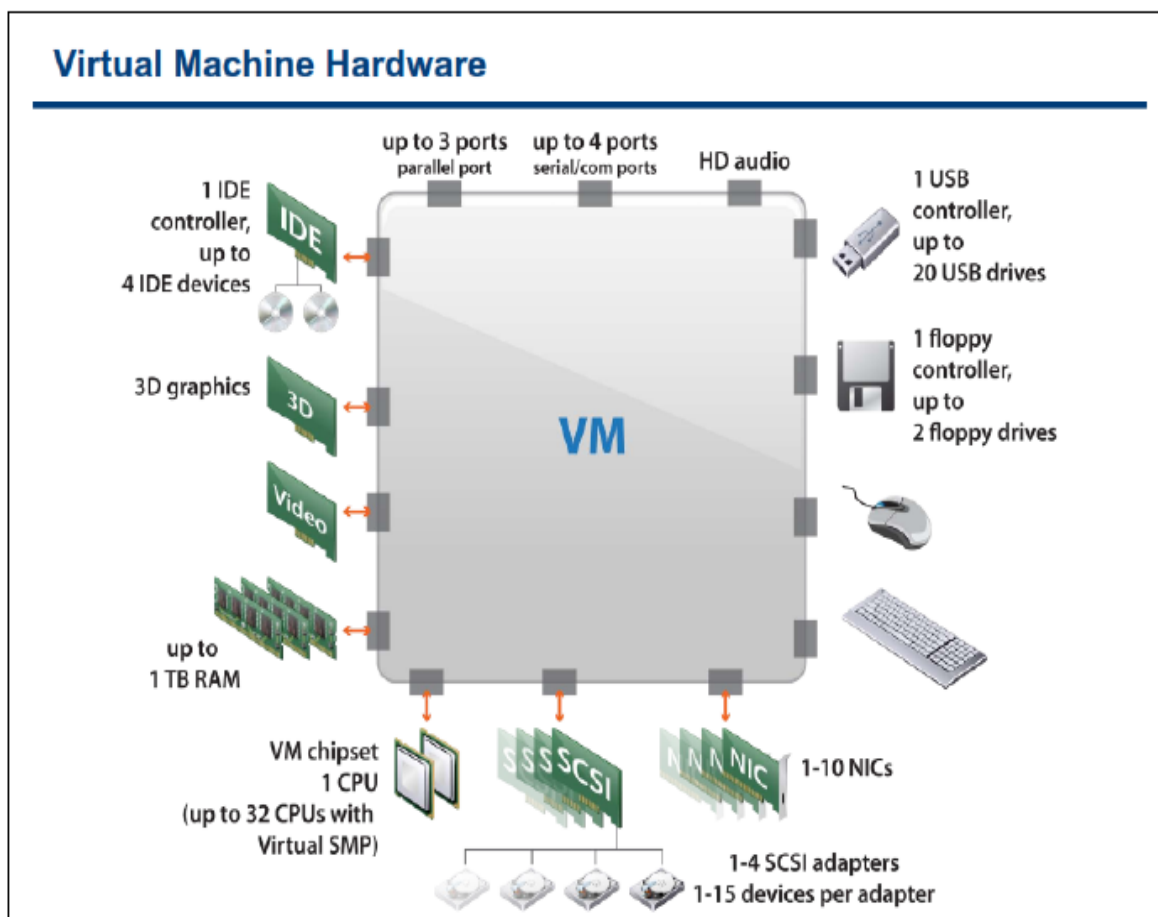 Virtual Machine Hardware
up to 3 ports
parallel port
up to 4 ports
serial/com ports
HD audio
1 IDE
controller,
up to
4 IDE devices
IDE
1 USB
controller,
up to
20 USB drives
3D graphics
3D
1 floppy
controller,
up to
2 floppy drives
VM
Video
up to
1 TB RAM
VM chipset
1 CPU
(up to 32 CPUs with
Virtual SMP)
S S S SCSI
N N N NIC
1-10 NICs
1-4 SCSI adapters
1-15 devices per adapter